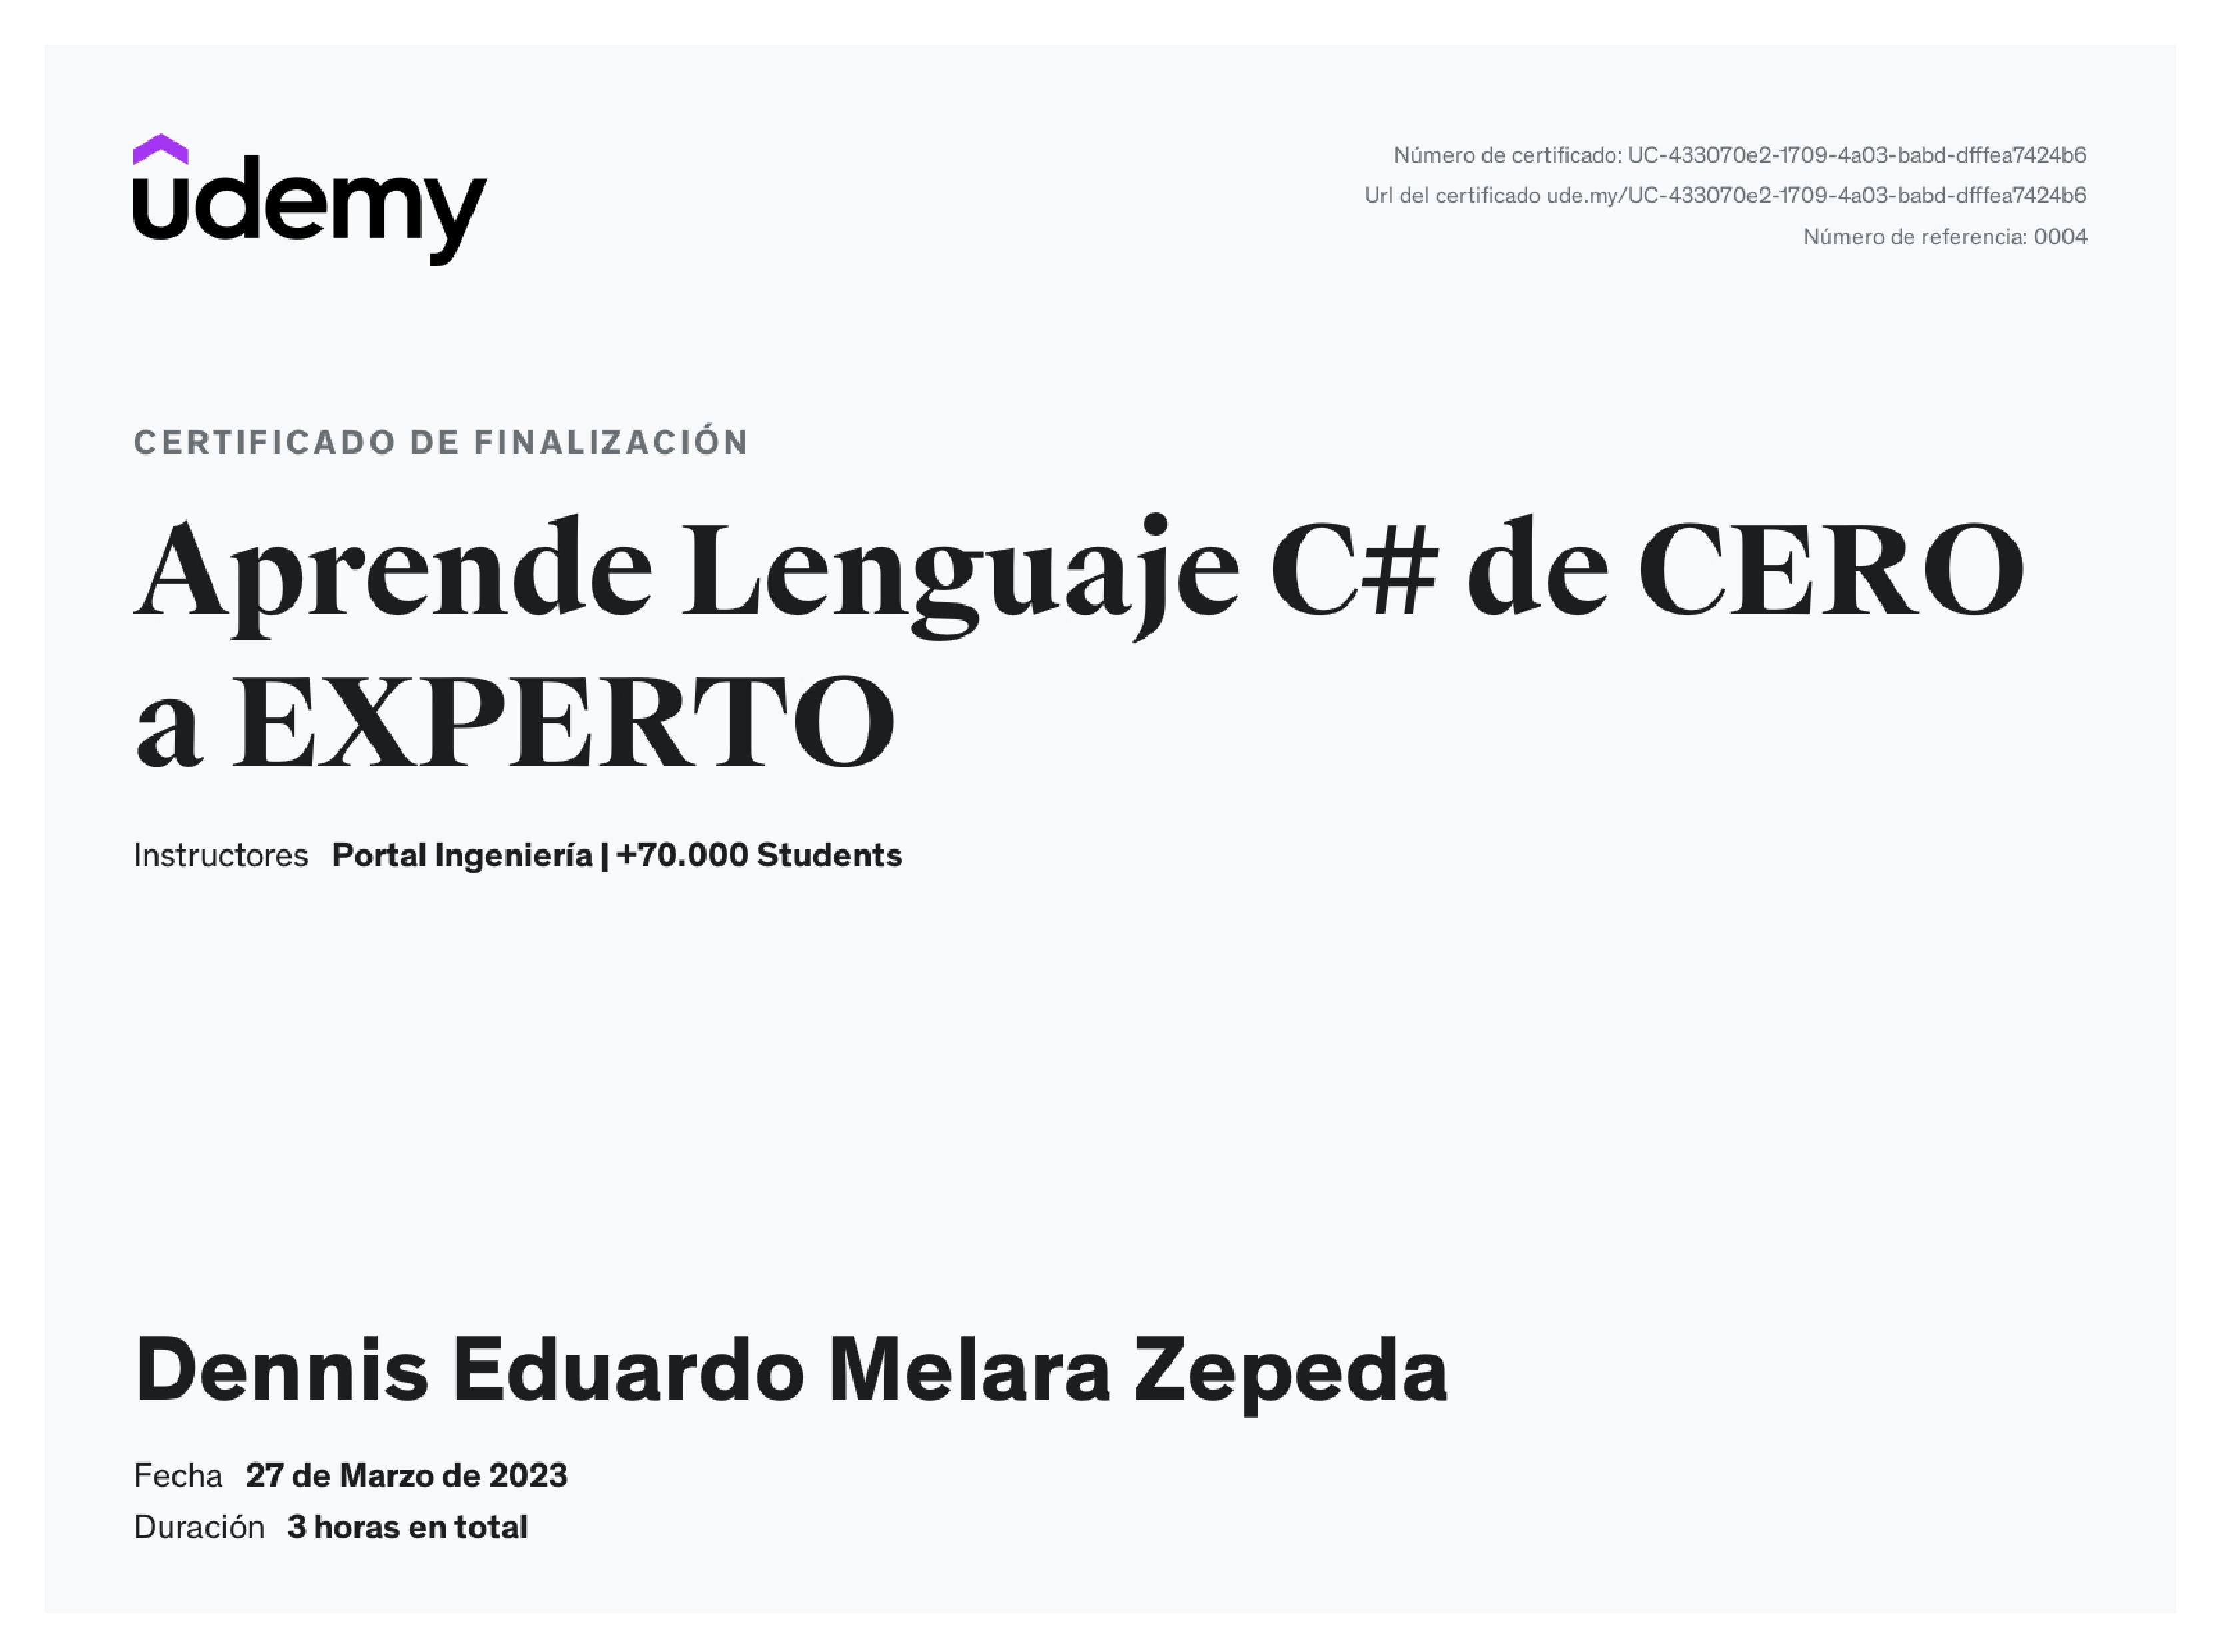 udemy
Número de certificado: UC-433070e2-1709-4a03-babd-dfffea7424b6
Url del certificado ude.my/UC-433070e2-1709-4a03-babd-dfffea7424b6
Número de referencia: 0004
CERTIFICADO DE FINALIZACIÓN
Aprende Lenguaje C# de CERO
a EXPERTO
Instructores Portal Ingeniería | +70.000 Students
Dennis Eduardo Melara Zepeda
Fecha 27 de Marzo de 2023
Duración 3 horas en total